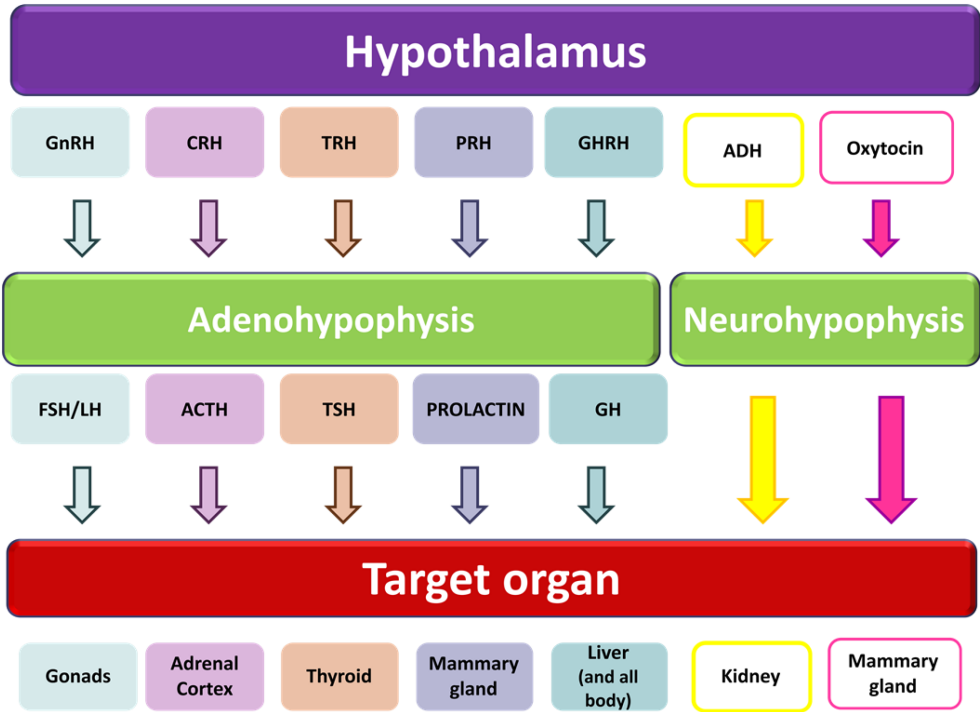 Hypothalamus
GnRH
CRH
TRH
PRH
GHRH
ADH
Oxytocin
Adenohypophysis
Neurohypophysis
FSH/LH
ACTH
TSH
PROLACTIN
GH
Target organ
Gonads
Adrenal
Cortex
Thyroid
Mammary
gland
Liver
(and all
body)
Kidney
Mammary
gland